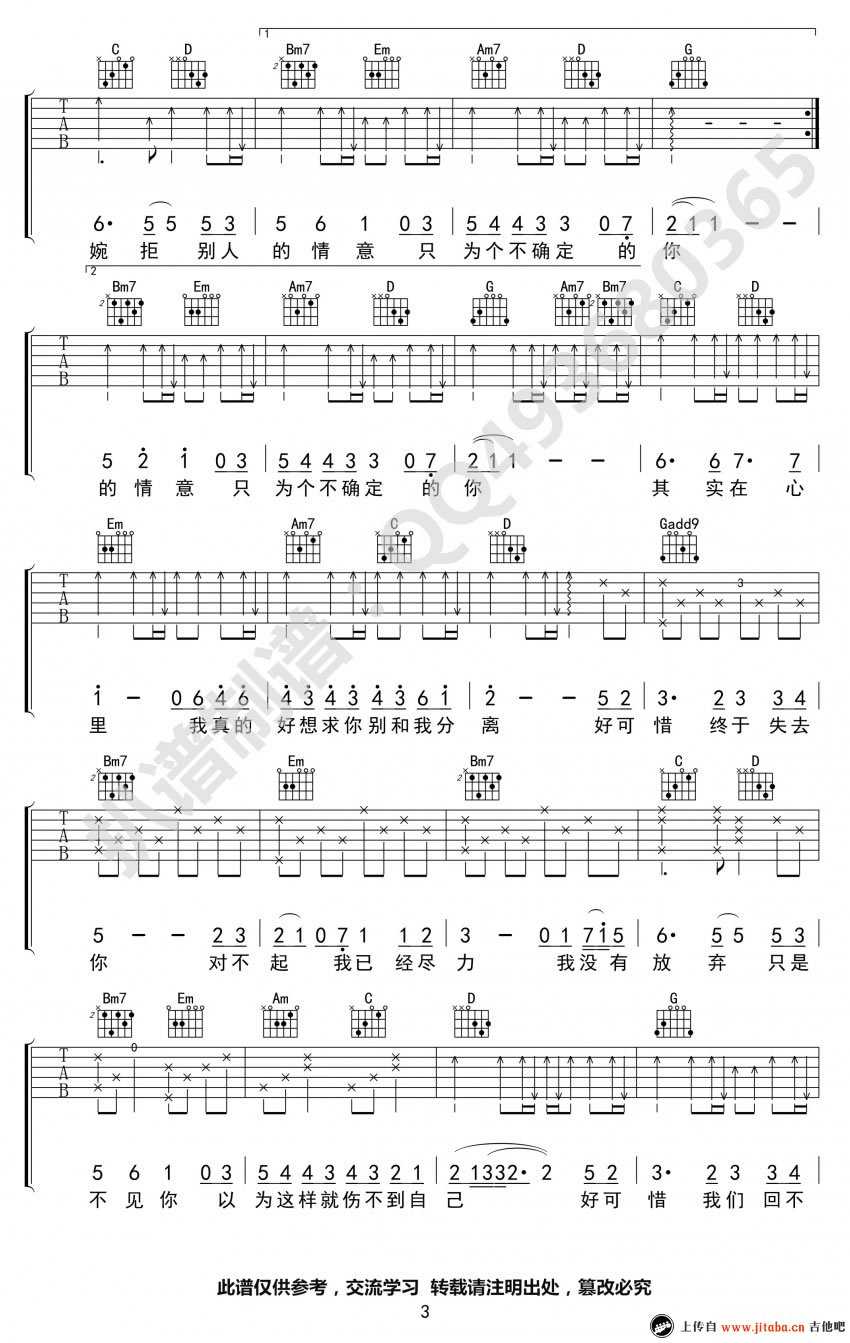 1
C D Bm7 Em Am7 D G
2
T A B
6· 5 5 5 3 5 6 1 0 3 5 4 4 3 3 0 7 2 1 1 - -
婉 拒 别 人 的 情 意 只 为 个 不 确 定 的 你
2
Bm7 Em Am7 D G Am7 Bm7 C D
2 2
T A B
5 2 1 0 3 5 4 4 3 3 0 7 2 1 1 - - 6· 6 7· 7
的 情 意 只 为 个 不 确 定 的 你 其 实 在 心
Em Am7 C D Gadd9
T A B 3
1 - 0 6 4 6 4 3 4 3 4 3 6 1 2 - 5 2 3· 2 3 3 4
里 我 真 的 好 想 求 你 别 和 我 分 离 好 可 惜 终 于 失 去
Bm7 Em Bm7 C D
2 2
T A B
5 - - 2 3 2 1 0 7 1 1 2 3 - 0 1 7 1 5 6· 5 5 5 3
你 对 不 起 我 已 经 尽 力 我 没 有 放 弃 只 是
Bm7 Em Am C D G
2
T A B 0
5 6 1 0 3 5 4 4 3 4 3 2 1 2 1 3 3 2· 2 5 2 3· 2 3 3 4
不 见 你 以 为 这 样 就 伤 不 到 自 己 好 可 惜 我 们 回 不
扒谱制谱：QQ493680365
此谱仅供参考，交流学习 转载请注明出处，篡改必究
3
上传自 www.jitaba.cn 吉他吧